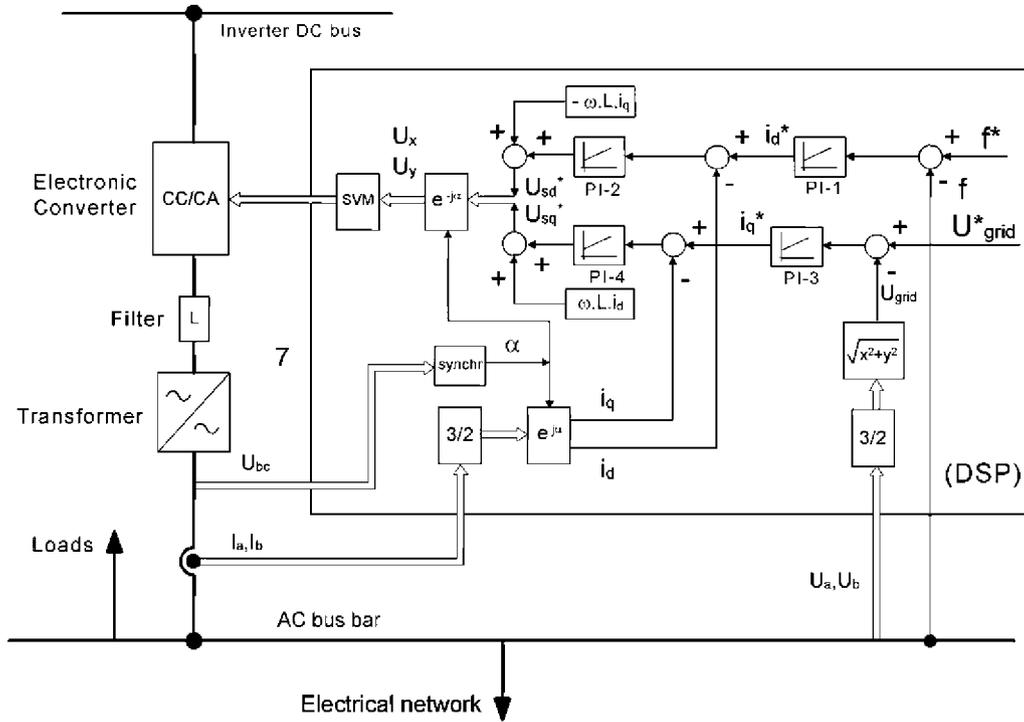 Inverter DC bus
- ω.L.iq
Ux
Uy
+
+
PI-2
+
id*
PI-1
+
f*
-
-
f
Electronic
Converter
CC/CA
SVM
e-jα
Usd*
Usq*
iq*
U*grid
+
+
+
+
PI-4
PI-3
-
-
Ugrid
ω.L.id
Filter
L
7
α
synchr
√x²+y²
Transformer
iq
3/2
ejα
3/2
id
Ubc
(DSP)
Loads
Ia,Ib
Ua,Ub
AC bus bar
Electrical network